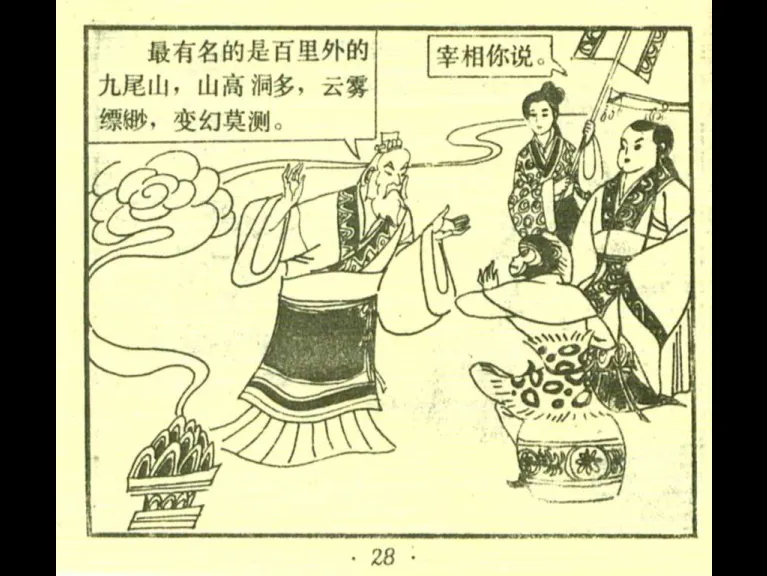 最有名的是百里外的
九尾山，山高洞多，云雾
缥缈，变幻莫测。
宰相你说。
· 28 ·